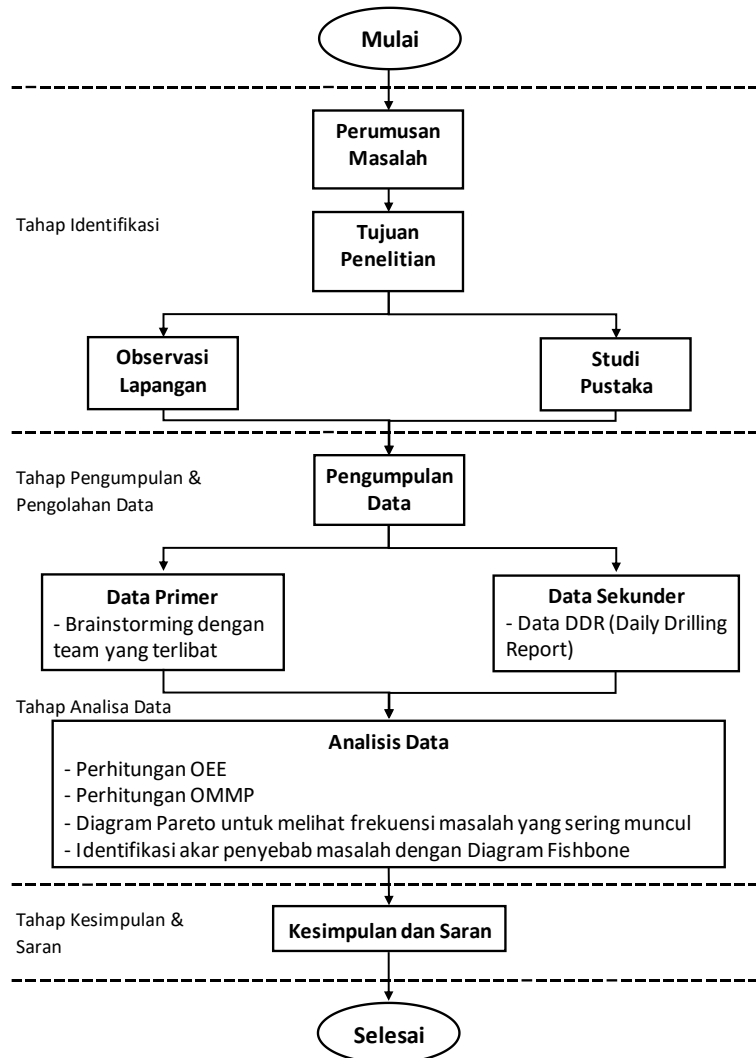 Mulai
Perumusan
Masalah
Tahap Identifikasi
Tujuan
Penelitian
Observasi
Lapangan
Studi
Pustaka
Tahap Pengumpulan &
Pengolahan Data
Pengumpulan
Data
Data Primer
- Brainstorming dengan
team yang terlibat
Data Sekunder
- Data DDR (Daily Drilling
Report)
Tahap Analisa Data
Analisis Data
- Perhitungan OEE
- Perhitungan OMMP
- Diagram Pareto untuk melihat frekuensi masalah yang sering muncul
- Identifikasi akar penyebab masalah dengan Diagram Fishbone
Tahap Kesimpulan &
Saran
Kesimpulan dan Saran
Selesai